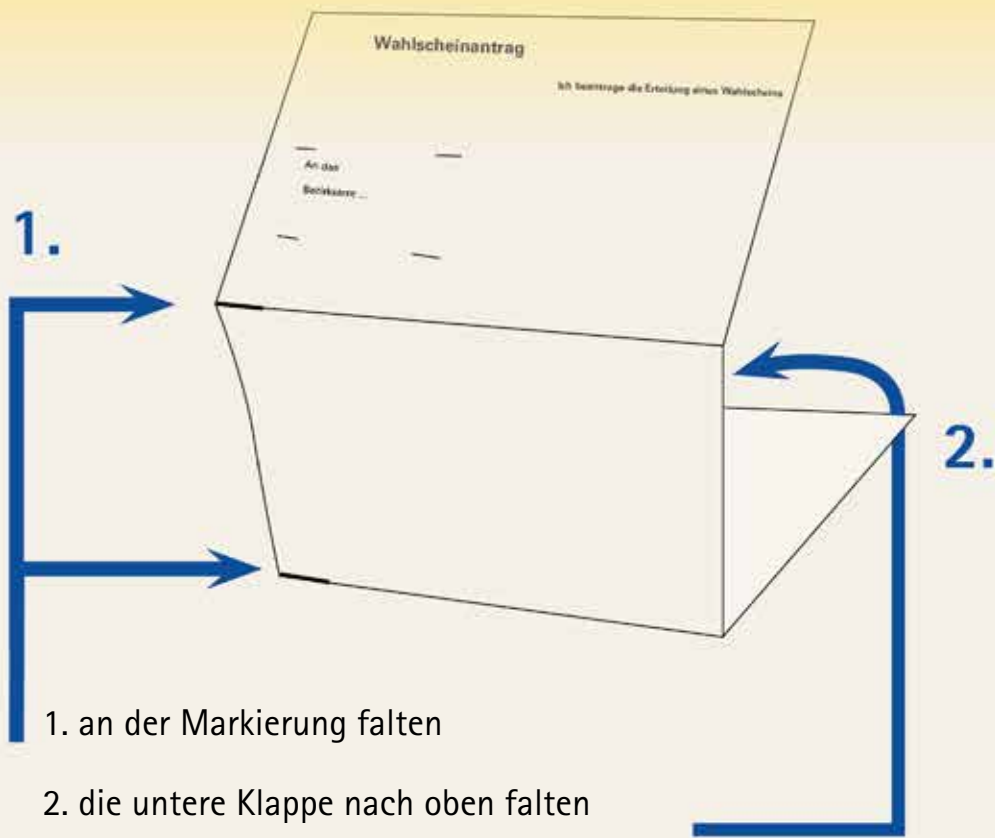 Wahlscheinantrag
Ich beantrage die Erteilung eines Wahlscheins
An das
Bezirksamt ...
1.
2.
1. an der Markierung falten
2. die untere Klappe nach oben falten